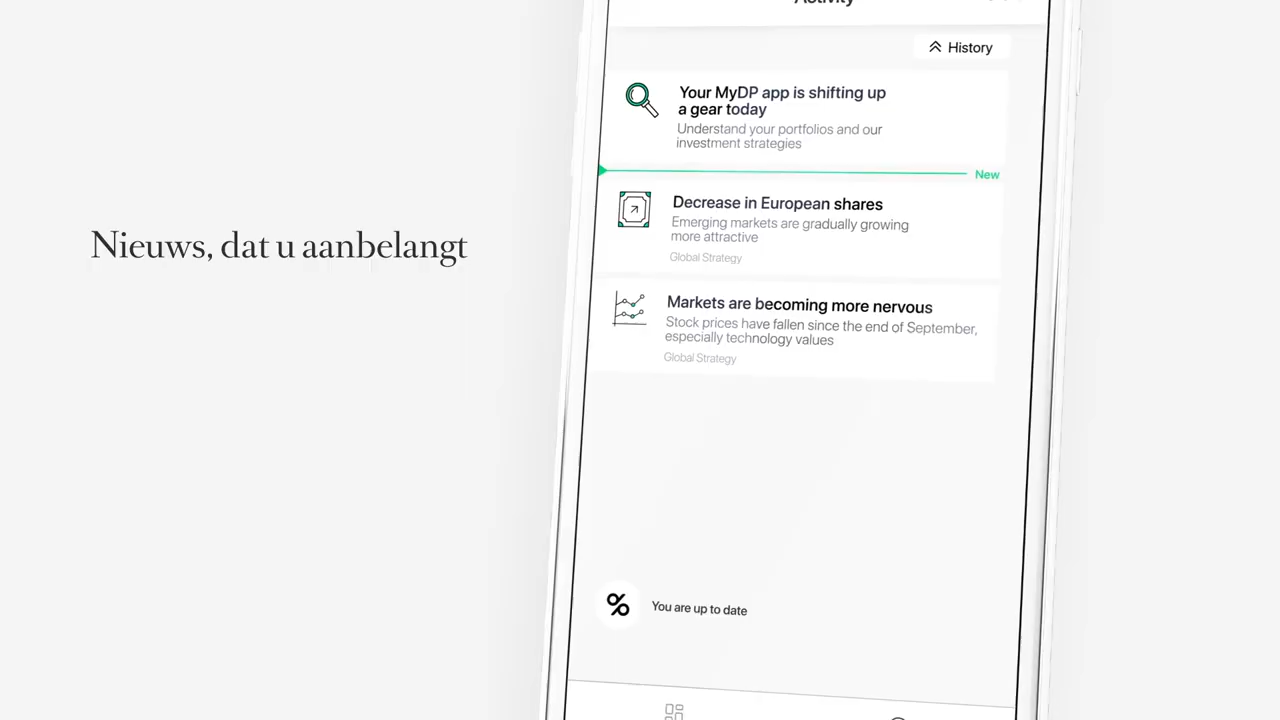 Activity
History
Your MyDP app is shifting up
a gear today
Understand your portfolios and our
investment strategies
New
Decrease in European shares
Emerging markets are gradually growing
more attractive
Global Strategy
Nieuws, dat u aanbelangt
Markets are becoming more nervous
Stock prices have fallen since the end of September,
especially technology values
Global Strategy
You are up to date